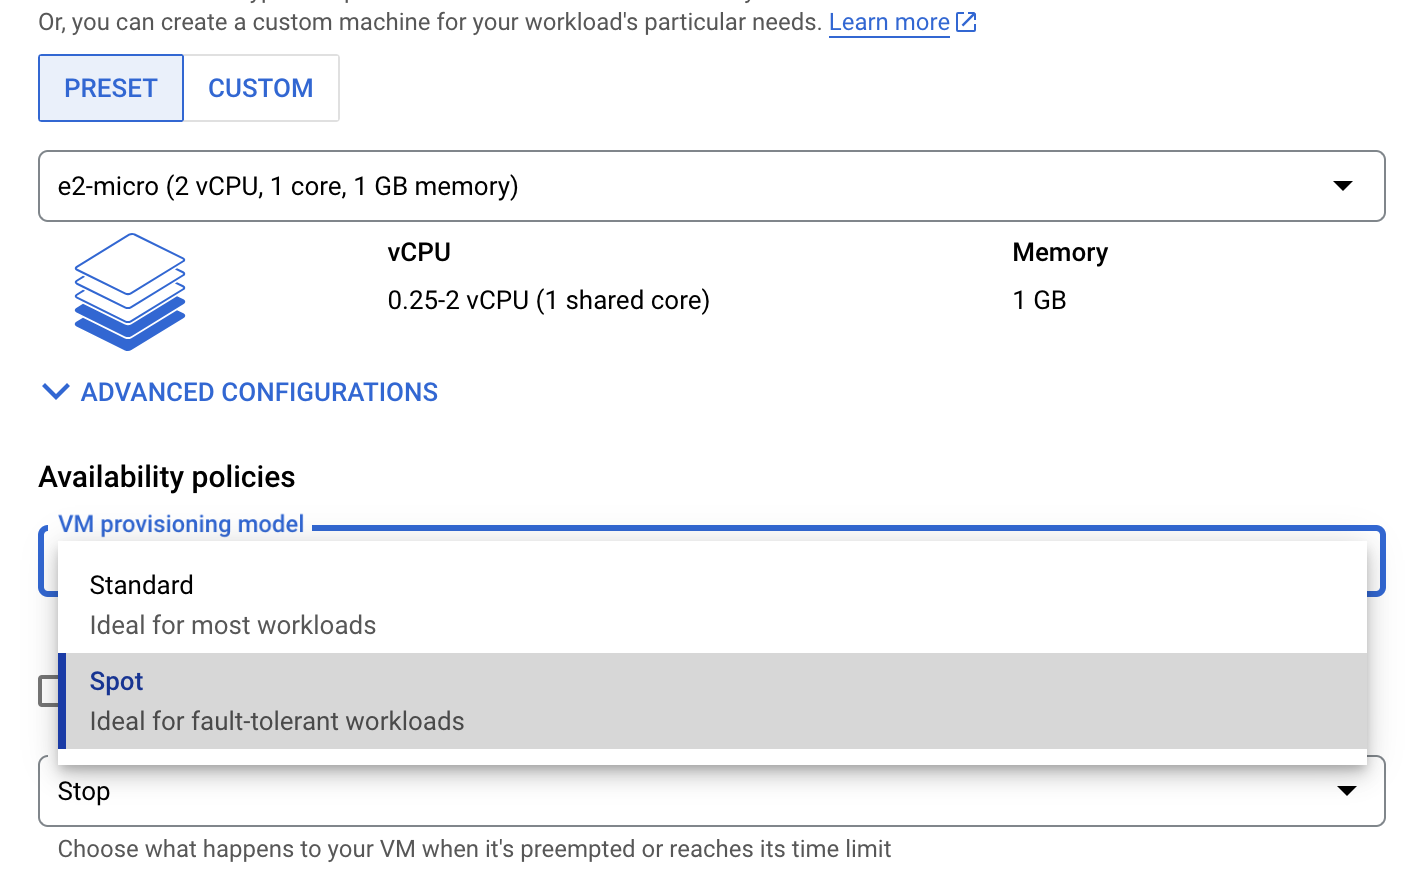 Or, you can create a custom machine for your workload's particular needs. Learn more
PRESET
CUSTOM
e2-micro (2 vCPU, 1 core, 1 GB memory)
vCPU
Memory
0.25-2 vCPU (1 shared core)
1 GB
ADVANCED CONFIGURATIONS
Availability policies
VM provisioning model
Standard
Ideal for most workloads
Spot
Ideal for fault-tolerant workloads
Stop
Choose what happens to your VM when it's preempted or reaches its time limit